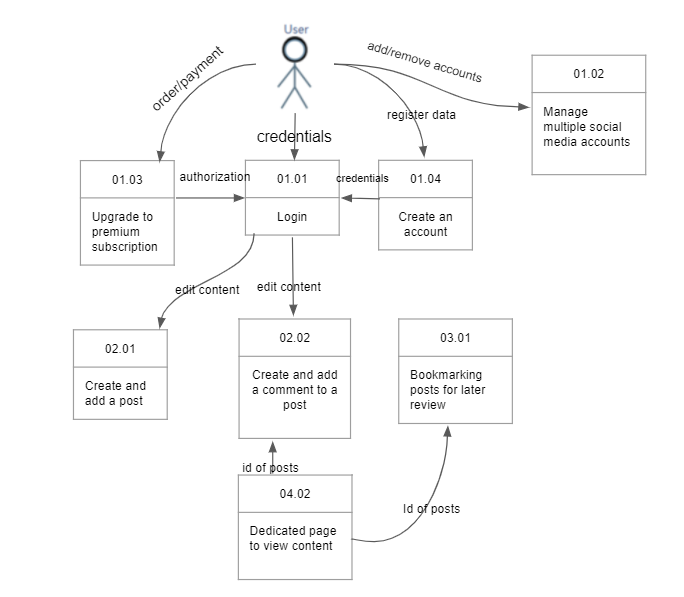 User
order/payment
add/remove accounts
01.02
Manage
multiple social
media accounts
register data
credentials
01.03
authorization
01.01
credentials
01.04
Upgrade to
premium
subscription
Login
Create an
account
edit content
edit content
02.01
Create and
add a post
02.02
Create and add
a comment to a
post
03.01
Bookmarking
posts for later
review
id of posts
04.02
Dedicated page
to view content
Id of posts